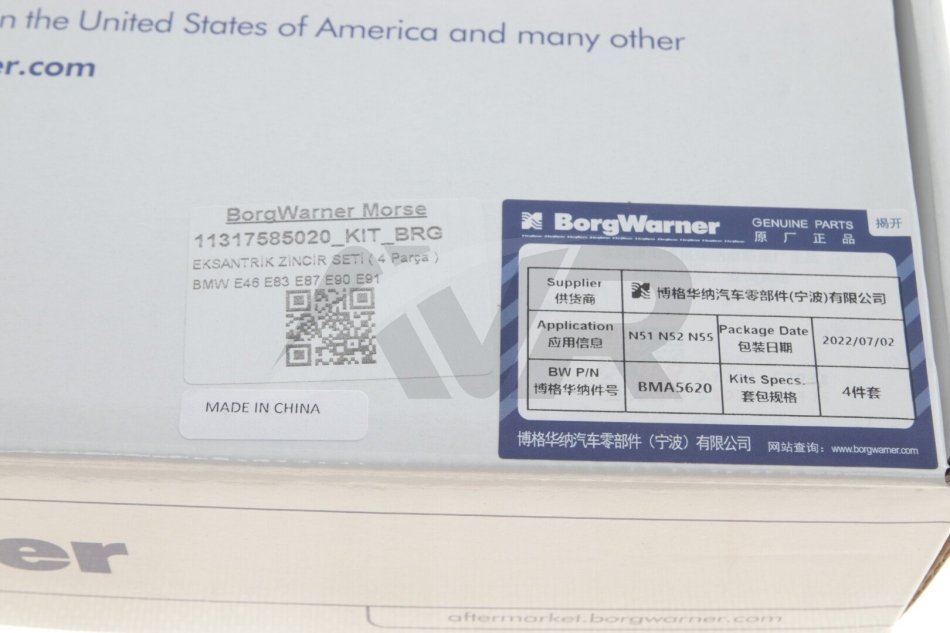 n the United States of America and many other
er.com
BorgWarner Morse
11317585020_KIT_BRG
EKSANTRİK ZİNCİR SETİ ( 4 Parça )
BMW E46 E83 E87 E90 E91
MADE IN CHINA
BorgWarner
GENUINE PARTS
原 厂 正 品
揭开
Supplier
供货商
博格华纳汽车零部件(宁波)有限公司
Application
应用信息
N51 N52 N55
Package Date
包装日期
2022/07/02
BW P/N
博格华纳件号
BMA5620
Kits Specs.
套包规格
4件套
博格华纳汽车零部件（宁波）有限公司
网站查询：www.borgwarner.com
IVR
ner
aftermarket.borgwarner.com